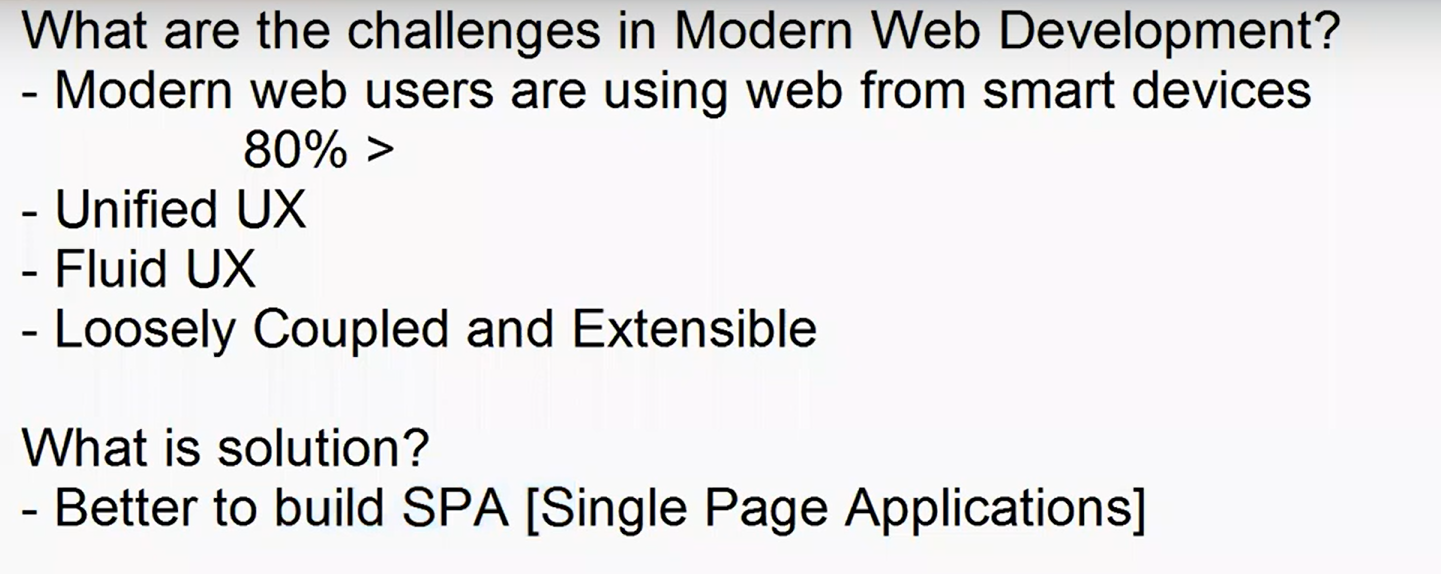 What are the challenges in Modern Web Development?
- Modern web users are using web from smart devices
80% >
- Unified UX
- Fluid UX
- Loosely Coupled and Extensible
What is solution?
- Better to build SPA [Single Page Applications]